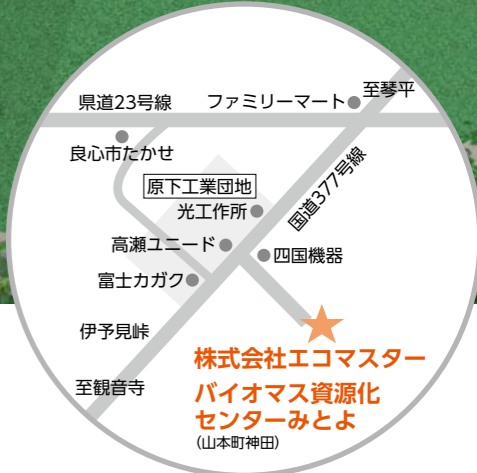 至琴平
県道23号線
ファミリーマート
良心市たかせ
国道377号線
原下工業団地
光工作所
高瀬ユニード
四国機器
富士カガク
伊予見峠
株式会社エコマスター
至観音寺
バイオマス資源化
センターみとよ
(山本町神田)